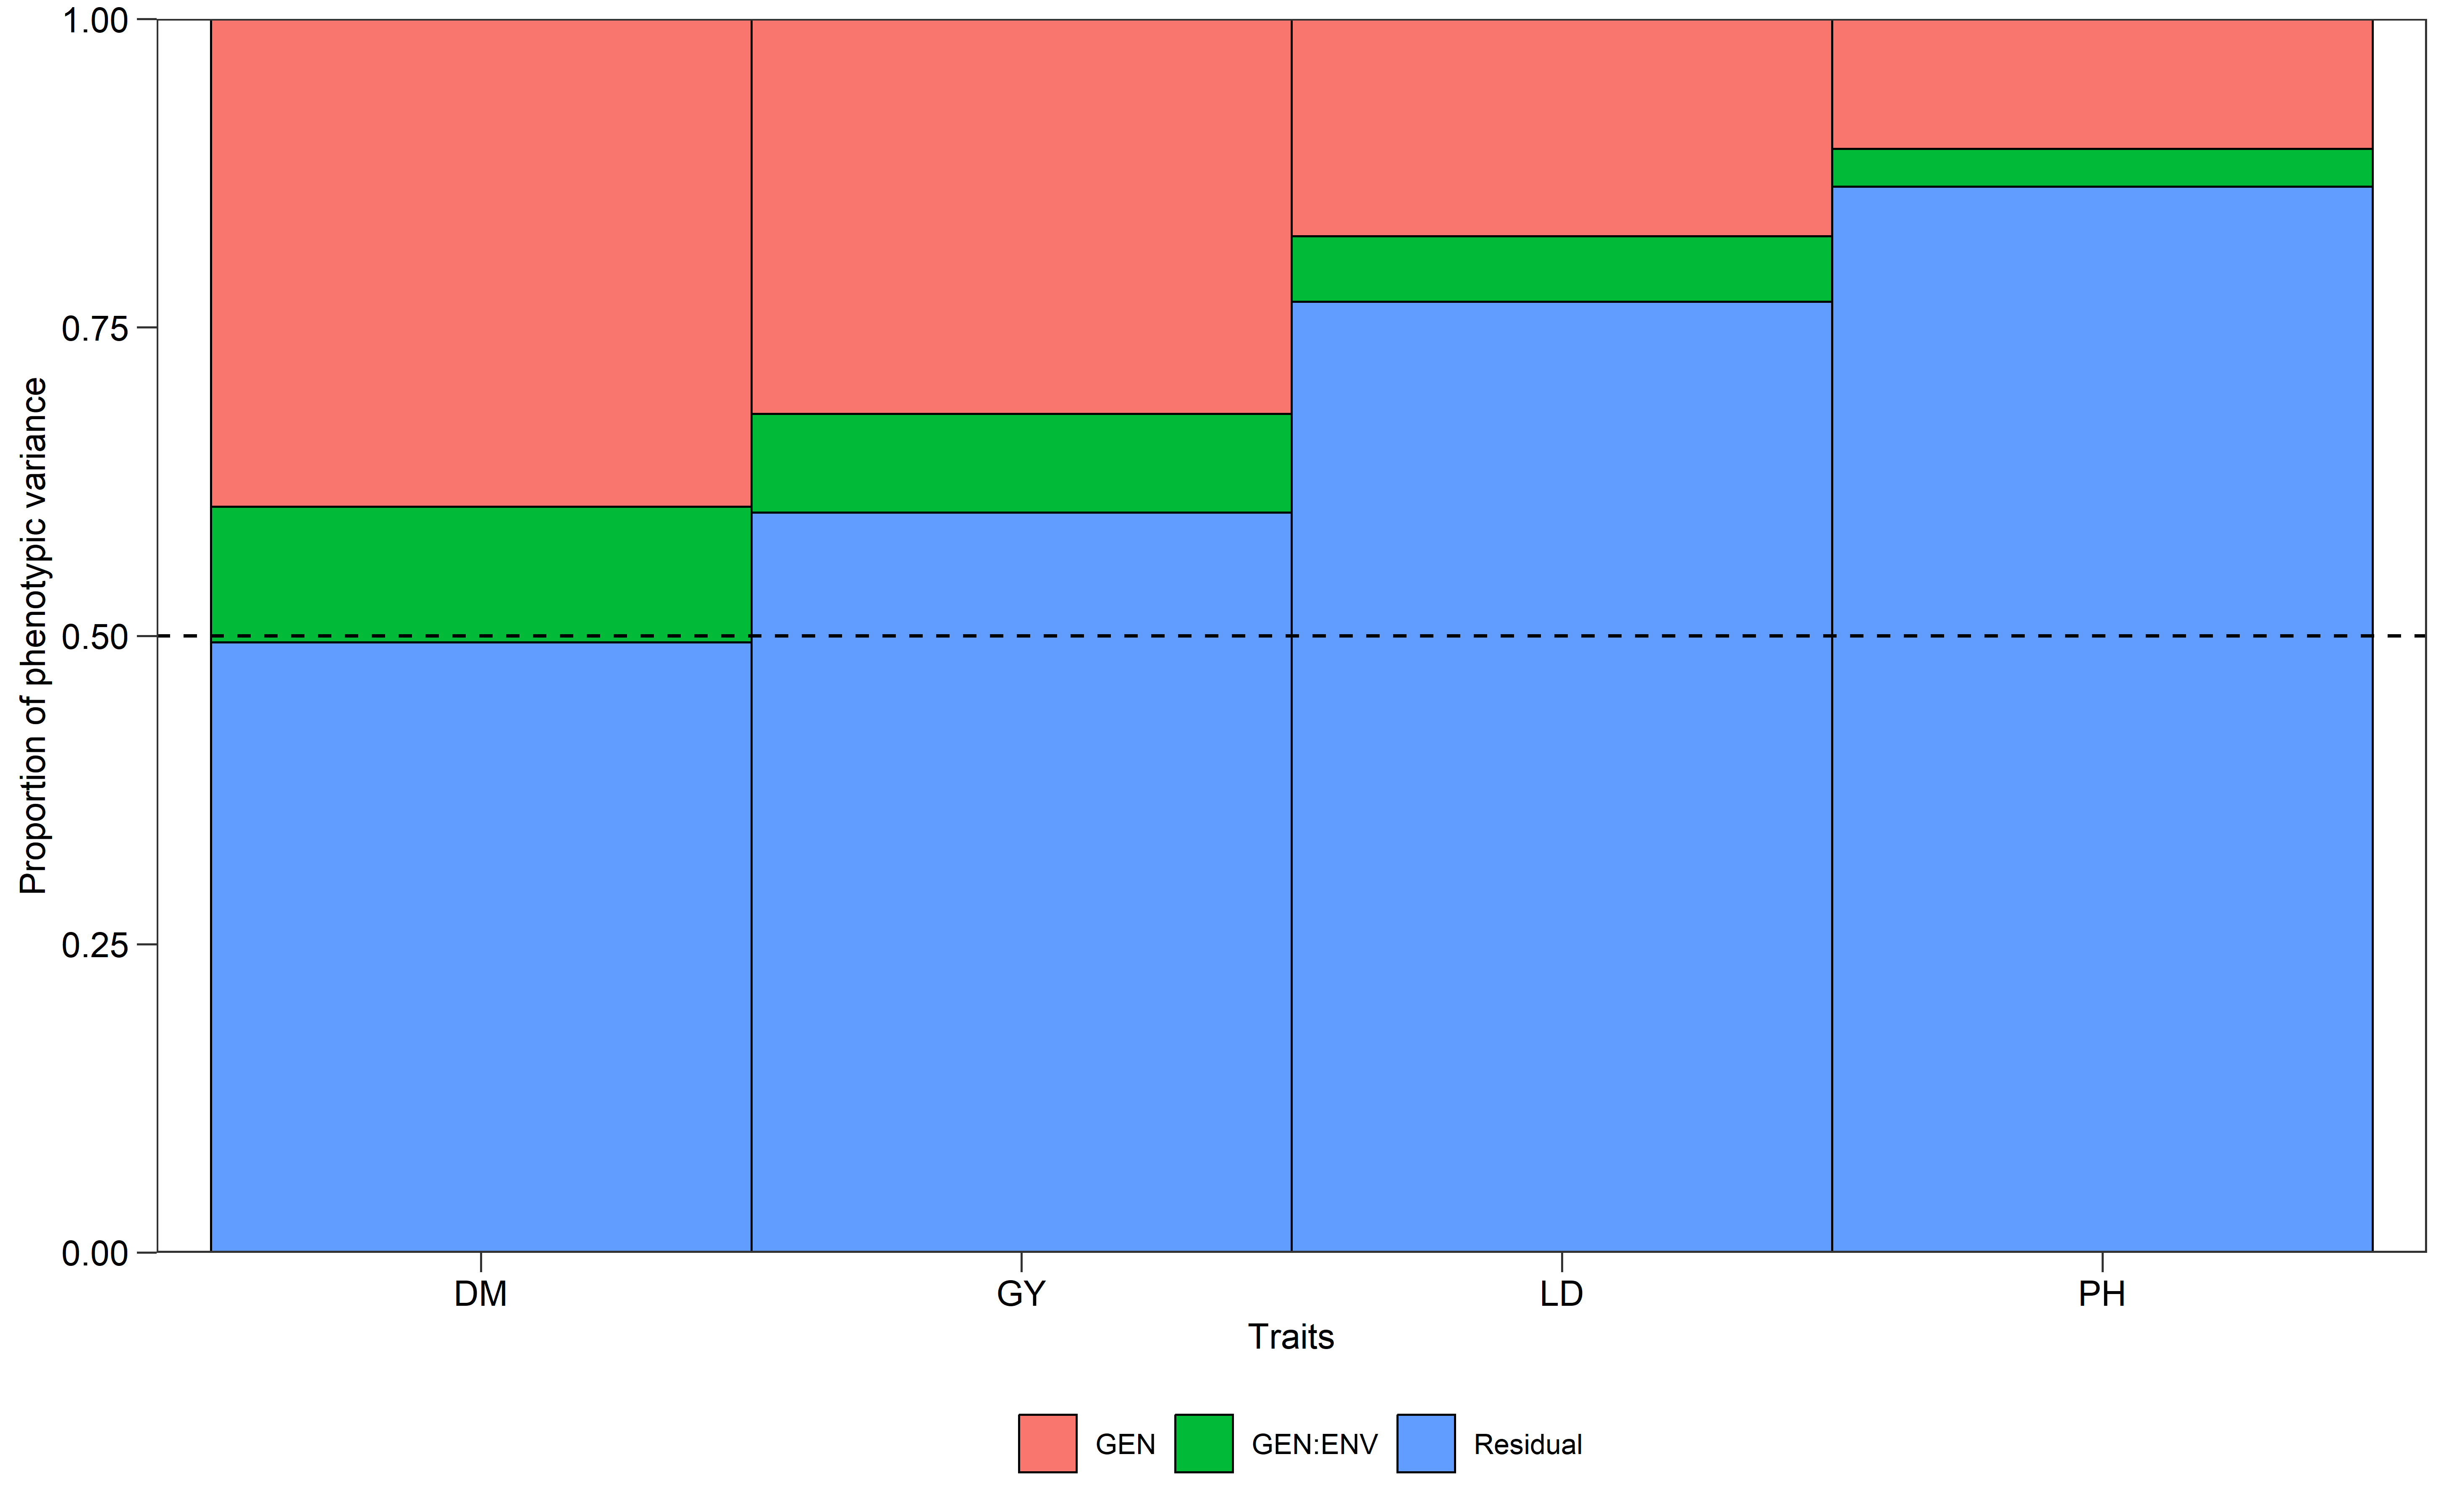 Proportion of phenotypic variance
1.00
0.75
0.50
0.25
0.00
DM GY LD PH
Traits
GEN GEN:ENV Residual